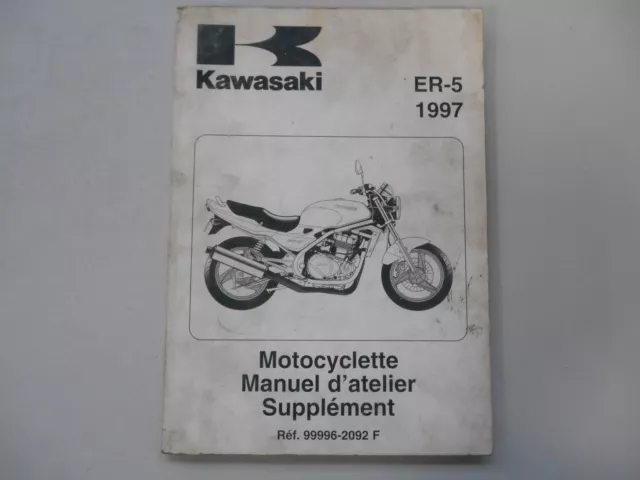 Kawasaki
ER-5
1997
Motocyclette
Manuel d'atelier
Supplément
Réf. 99996-2092 F